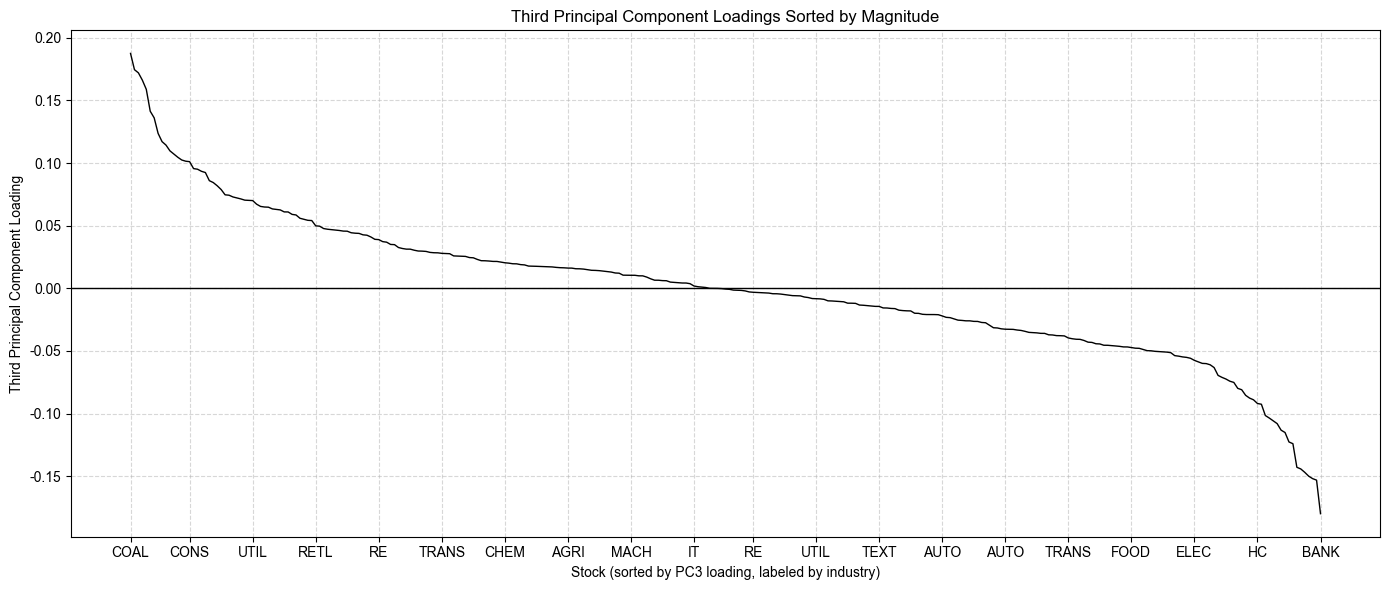 Third Principal Component Loadings Sorted by Magnitude
Third Principal Component Loading
0.20
0.15
0.10
0.05
0.00
-0.05
-0.10
-0.15
COAL CONS UTIL RETL RE TRANS CHEM AGRI MACH IT RE UTIL TEXT AUTO AUTO TRANS FOOD ELEC HC BANK
Stock (sorted by PC3 loading, labeled by industry)